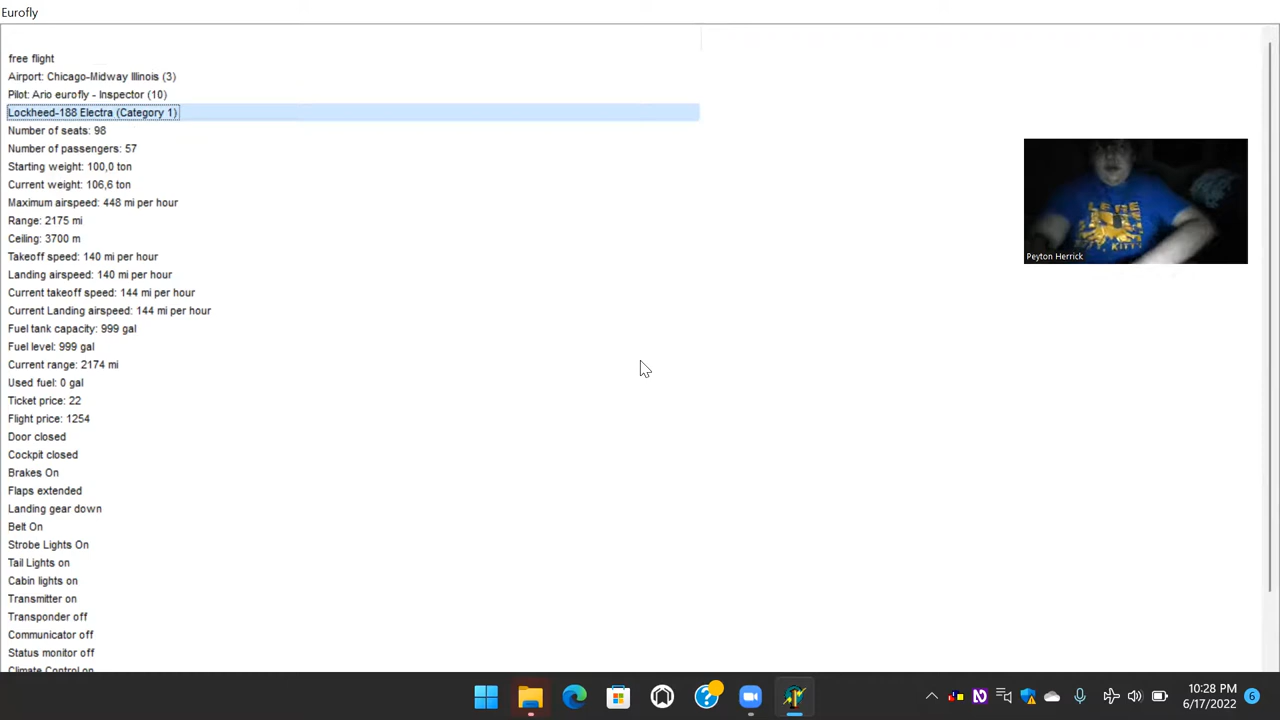 Eurofly
free flight
Airport: Chicago-Midway Illinois (3)
Pilot: Ario eurofly - Inspector (10)
Lockheed-188 Electra (Category 1)
Number of seats: 98
Number of passengers: 57
Starting weight: 100,0 ton
Current weight: 106,6 ton
Maximum airspeed: 448 mi per hour
Range: 2175 mi
Ceiling: 3700 m
Takeoff speed: 140 mi per hour
Landing airspeed: 140 mi per hour
Current takeoff speed: 144 mi per hour
Current Landing airspeed: 144 mi per hour
Fuel tank capacity: 999 gal
Fuel level: 999 gal
Current range: 2174 mi
Used fuel: 0 gal
Ticket price: 22
Flight price: 1254
Door closed
Cockpit closed
Brakes On
Flaps extended
Landing gear down
Belt On
Strobe Lights On
Tail Lights on
Cabin lights on
Transmitter on
Transponder off
Communicator off
Status monitor off
Climate Control on
Peyton Herrick
10:28 PM
6/17/2022
6